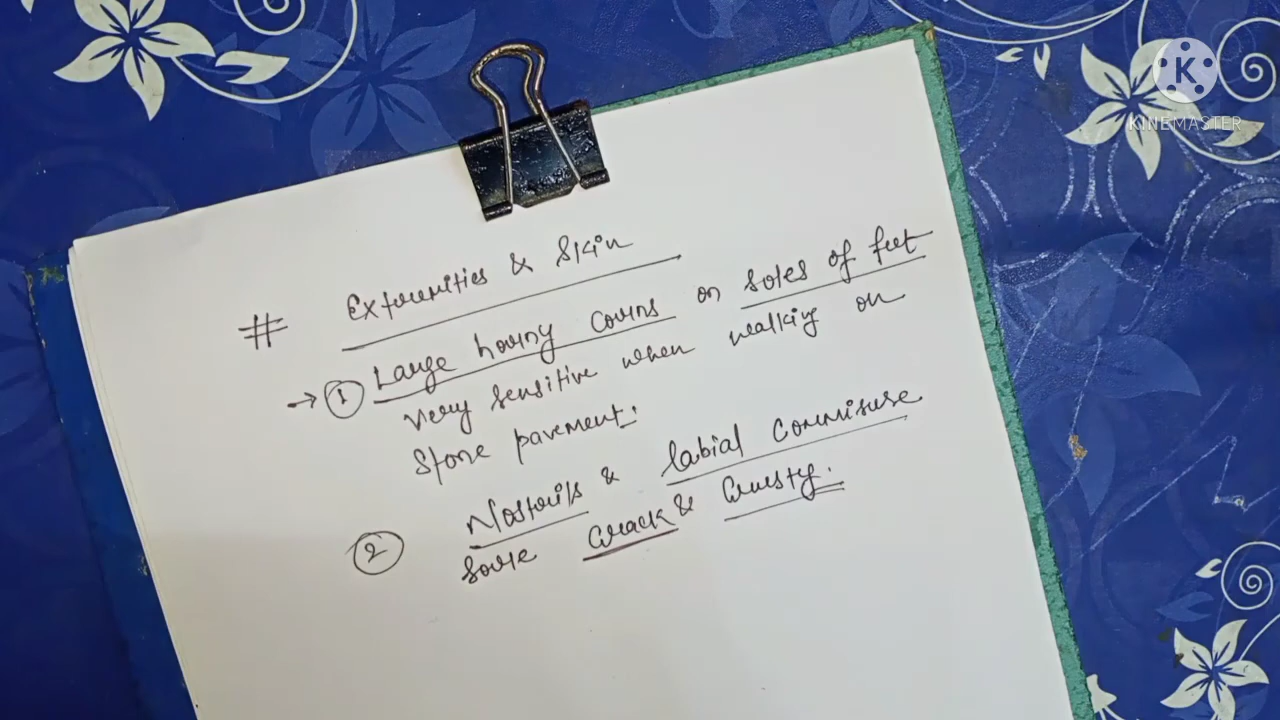 # Extremities & Skin
→ ① Large horny corns on soles of feet
very sensitive when walking on
stone pavement.
② Nostrils & labial commisure
sore crack & crusty.
K
KINEMASTER